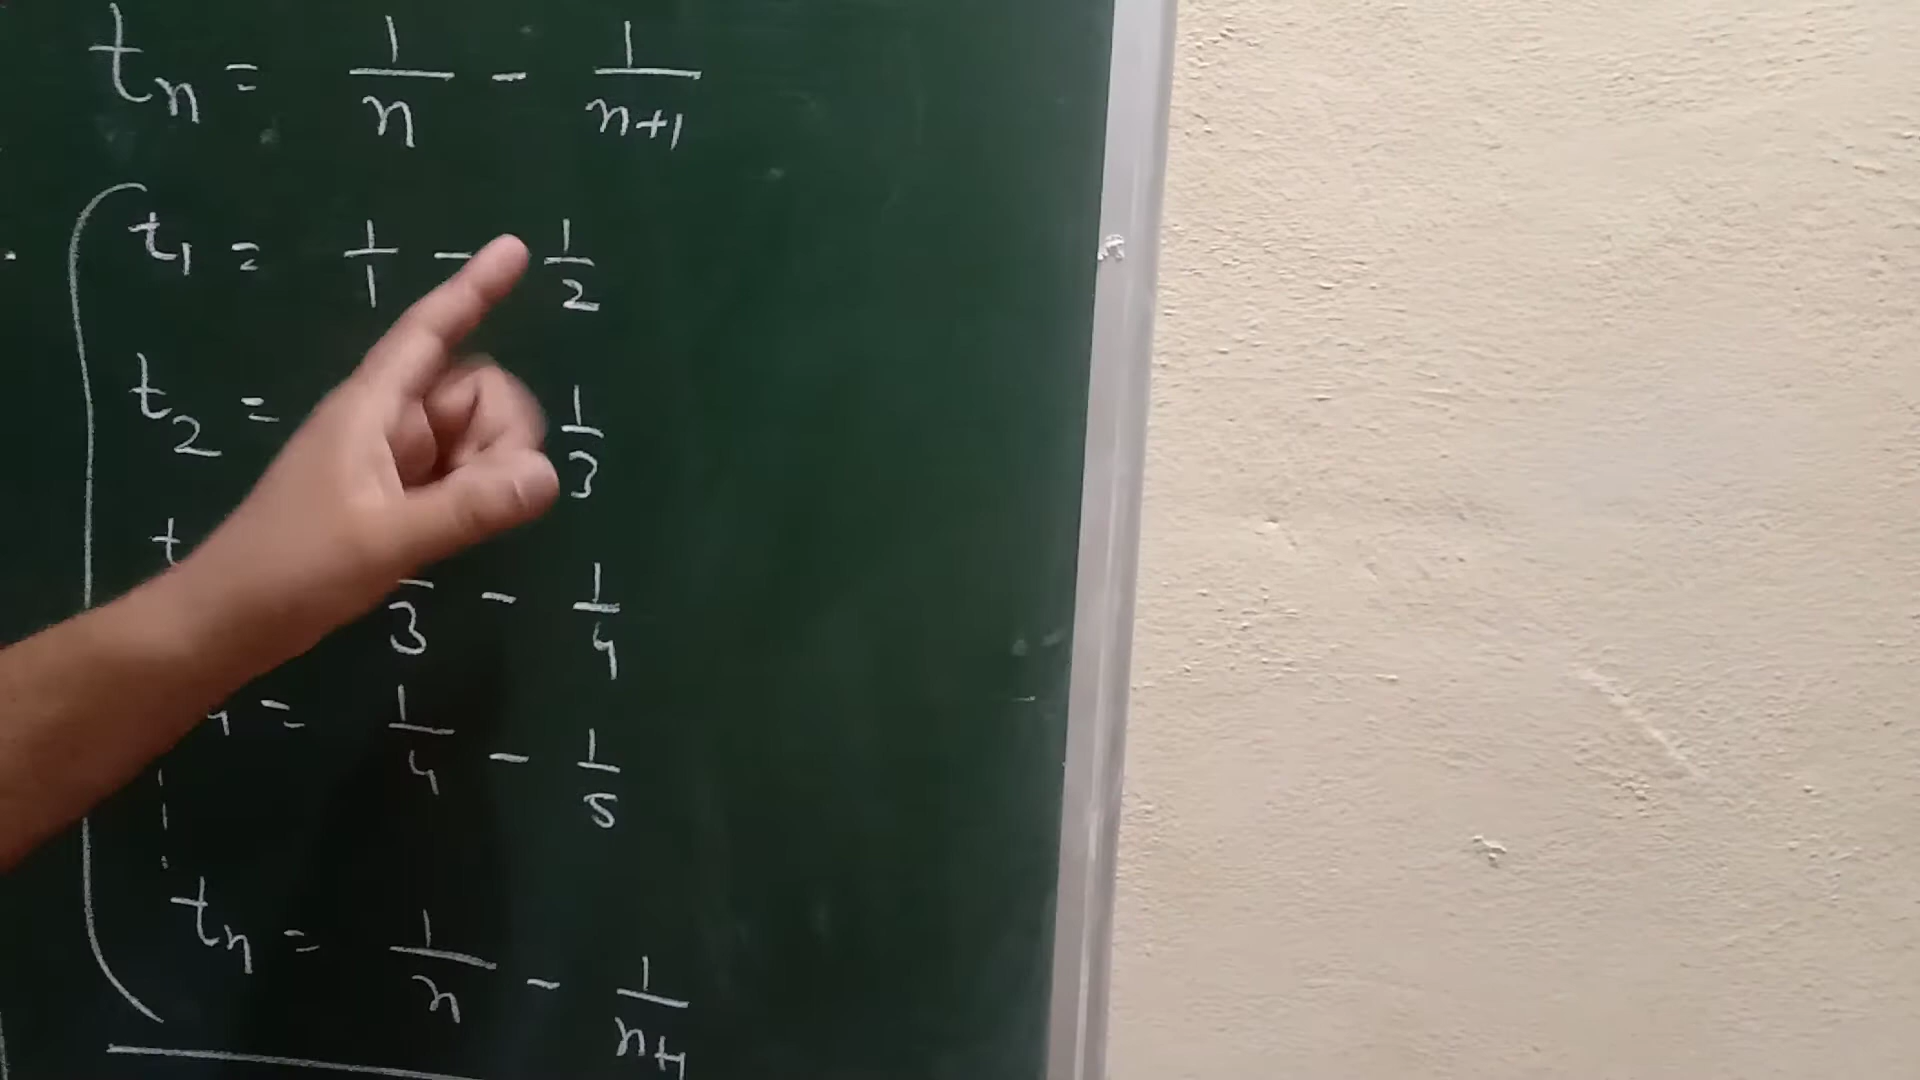 tn = 1/n - 1/n+1
t1 = 1/1 - 1/2
t2 = 1/3
t 3 - 1/4
4 = 1/4 - 1/5
tn = 1/n - 1/n+1